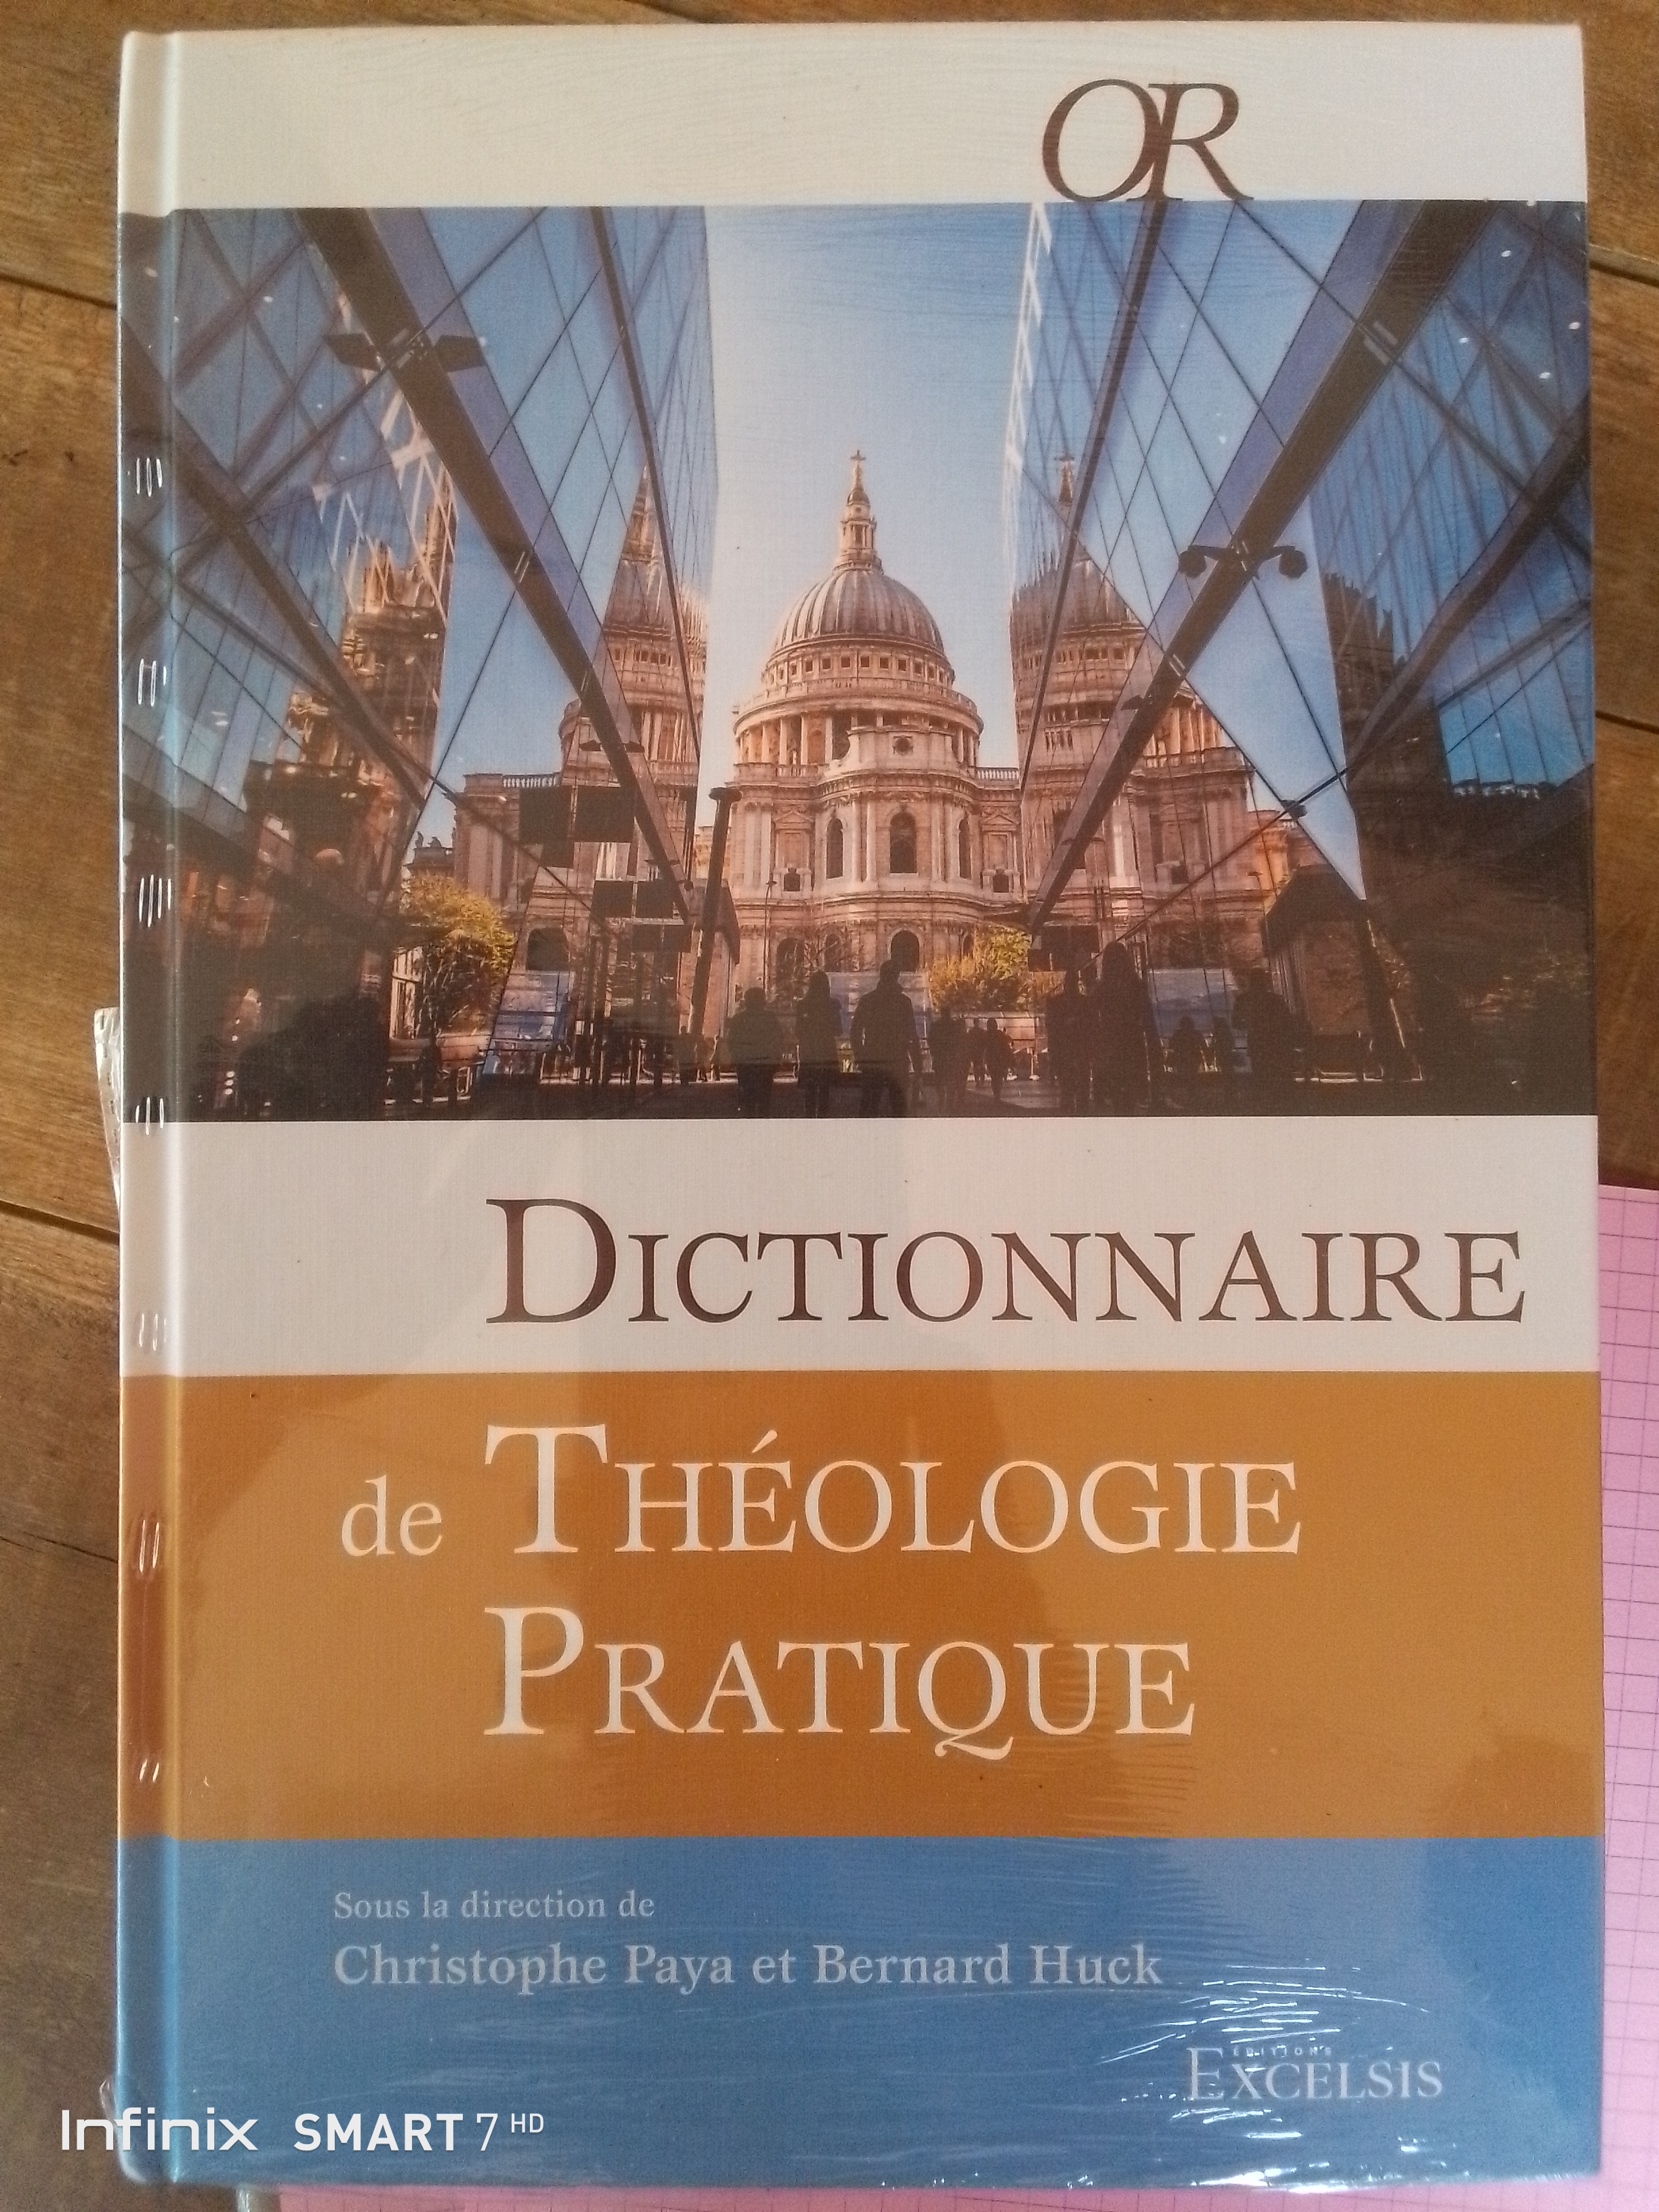 OR
DICTIONNAIRE
de THÉOLOGIE
PRATIQUE
Sous la direction de
Christophe Paya et Bernard Huck
ÉDITIONS
EXCELSIS
Infinix SMART 7 HD